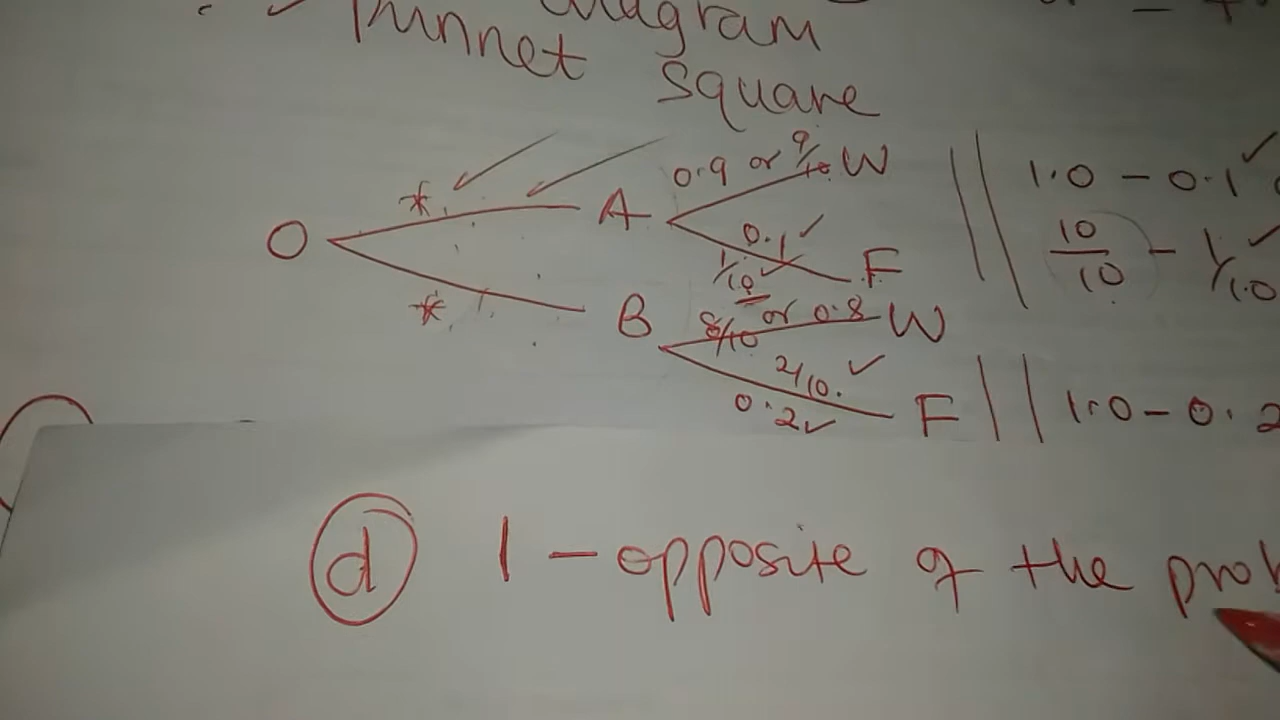 diagram
Punnet
square
0.9 or 9/10 W
1.0 - 0.1
* A
0.1
O
10/10 - 1/10
1/10 F
* B
8/10 or 0.8 W
2/10.
0.2 F
1.0 - 0.2
d 1 - opposite of the prob